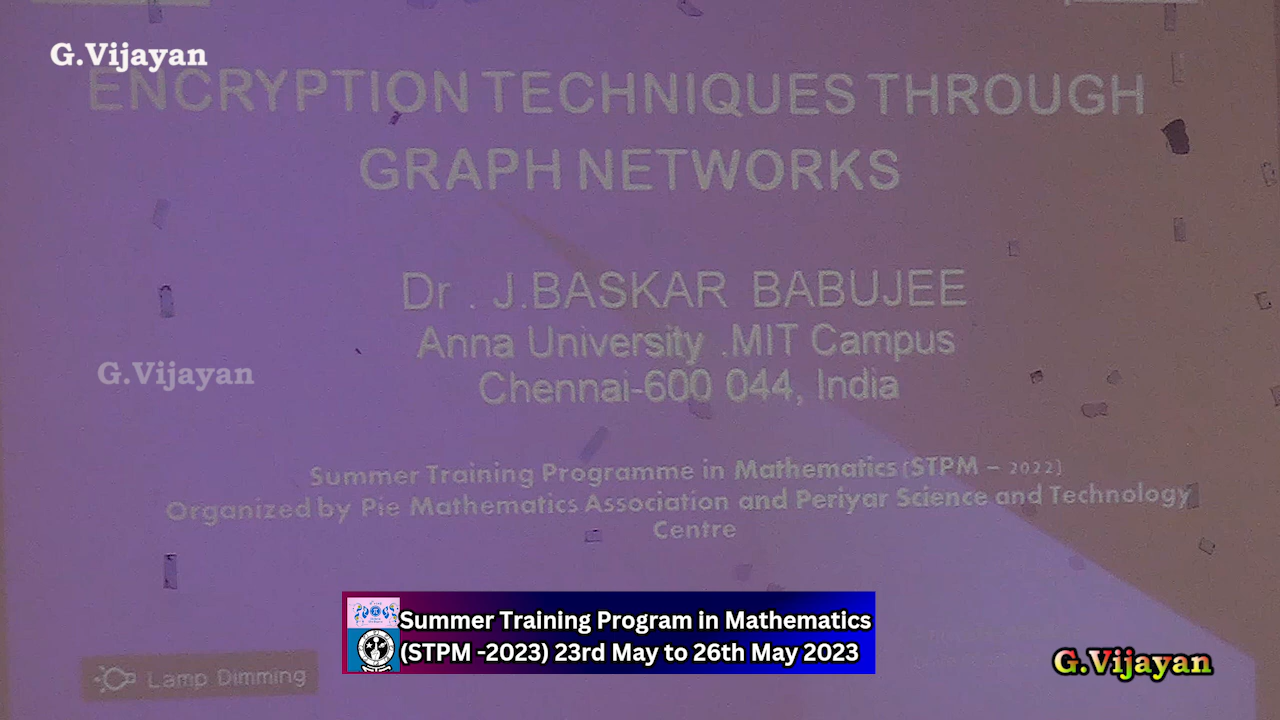 G.Vijayan
ENCRYPTION TECHNIQUES THROUGH
GRAPH NETWORKS
Dr . J.BASKAR BABUJEE
Anna University .MIT Campus
G.Vijayan
Chennai-600 044, India
Summer Training Programme in Mathematics (STPM – 2022)
Organized by Pie Mathematics Association and Periyar Science and Technology
Centre
Summer Training Program in Mathematics
(STPM -2023) 23rd May to 26th May 2023
G.Vijayan
Lamp Dimming